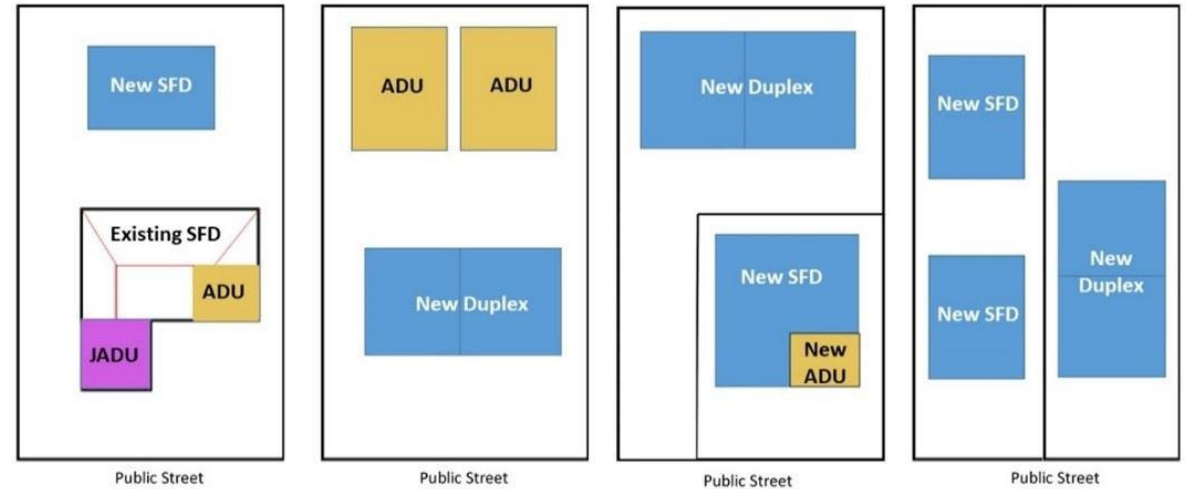 New SFD
Existing SFD
ADU
JADU
Public Street
ADU
ADU
New Duplex
Public Street
New Duplex
New SFD
New
ADU
Public Street
New SFD
New SFD
New
Duplex
Public Street